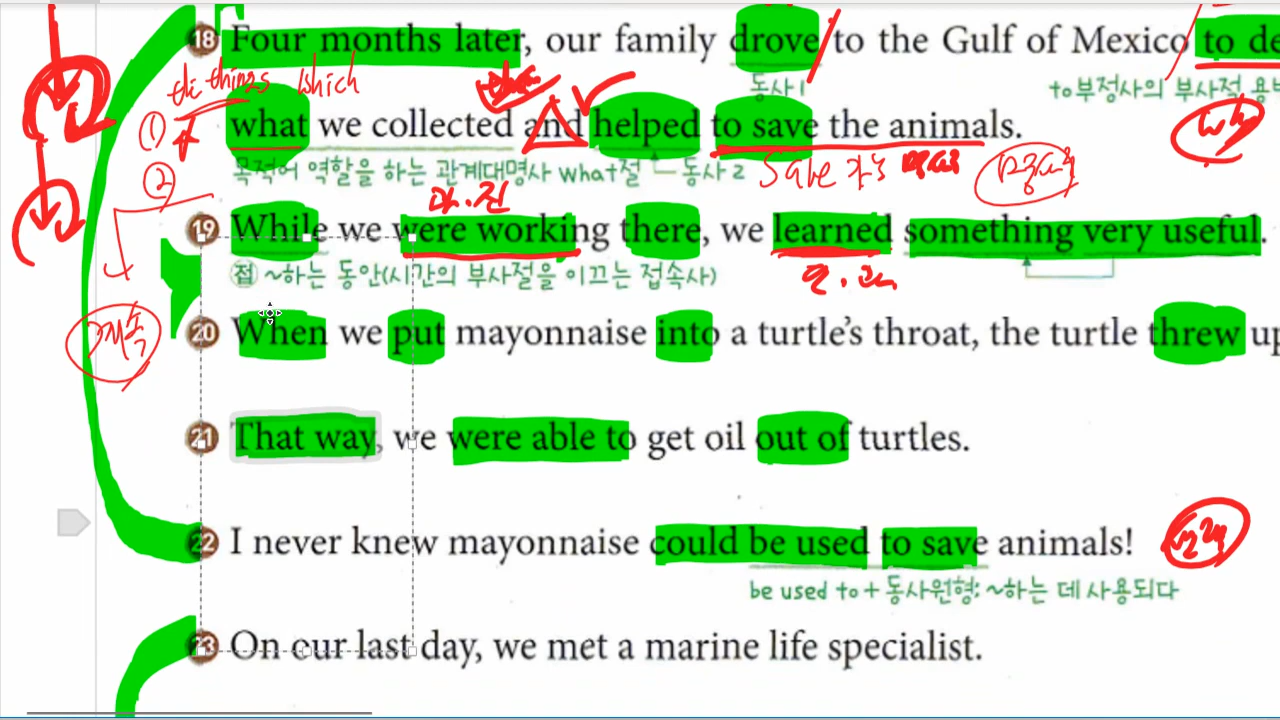 18 Four months later, our family drove to the Gulf of Mexico to de
동사1 to부정사의 부사적 용법
things which
what we collected and helped to save the animals.
목적어 역할을 하는 관계대명사 what절 동사2
① ②
과.진
19 While we were working there, we learned something very useful.
接 ~하는 동안(시간의 부사절을 이끄는 접속사)
20 When we put mayonnaise into a turtle's throat, the turtle threw up
21 That way, we were able to get oil out of turtles.
22 I never knew mayonnaise could be used to save animals!
be used to + 동사원형: ~하는 데 사용되다
23 On our last day, we met a marine life specialist.